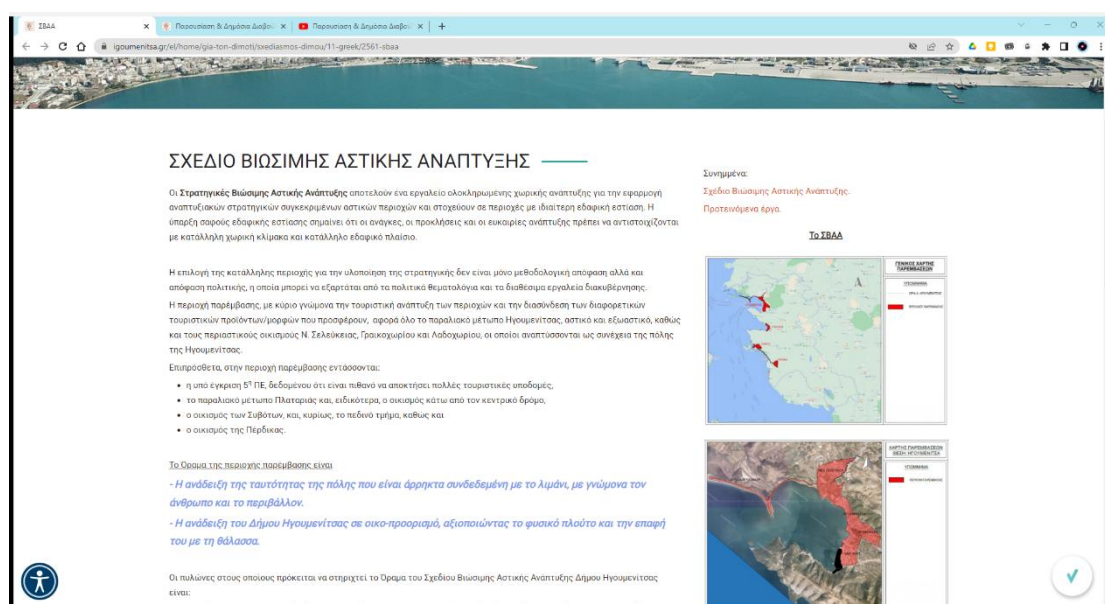 ΣΒΑΑ
Παρουσίαση & Δημόσια Διαβού
Παρουσίαση & Δημόσια Διαβού
igoumenitsa.gr/el/home/gia-ton-dimoti/sxediasmos-dimou/11-greek/2561-sbaa
ΣΧΕΔΙΟ ΒΙΩΣΙΜΗΣ ΑΣΤΙΚΗΣ ΑΝΑΠΤΥΞΗΣ
Οι Στρατηγικές Βιώσιμης Αστικής Ανάπτυξης αποτελούν ένα εργαλείο ολοκληρωμένης χωρικής ανάπτυξης για την εφαρμογή
αναπτυξιακών στρατηγικών συγκεκριμένων αστικών περιοχών και στοχεύουν σε περιοχές με ιδιαίτερη εδαφική εστίαση. Η
ύπαρξη σαφούς εδαφικής εστίασης σημαίνει ότι οι ανάγκες, οι προκλήσεις και οι ευκαιρίες ανάπτυξης πρέπει να αντιστοιχίζονται
με κατάλληλη χωρική κλίμακα και κατάλληλο εδαφικό πλαίσιο.
Η επιλογή της κατάλληλης περιοχής για την υλοποίηση της στρατηγικής δεν είναι μόνο μεθοδολογική απόφαση αλλά και
απόφαση πολιτικής, η οποία μπορεί να εξαρτάται από τα πολιτικά θεματολόγια και τα διαθέσιμα εργαλεία διακυβέρνησης.
Η περιοχή παρέμβασης, με κύριο γνώμονα την τουριστική ανάπτυξη των περιοχών και την διασύνδεση των διαφορετικών
τουριστικών προϊόντων/μορφών που προσφέρουν, αφορά όλο το παραλιακό μέτωπο Ηγουμενίτσας, αστικό και εξωαστικό, καθώς
και τους περιαστικούς οικισμούς Ν. Σελεύκειας, Γραικοχωρίου και Λαδοχωρίου, οι οποίοι αναπτύσσονται ως συνέχεια της πόλης
της Ηγουμενίτσας.
Επιπρόσθετα, στην περιοχή παρέμβασης εντάσσονται:
• η υπό έγκριση 5η ΠΕ, δεδομένου ότι είναι πιθανό να αποκτήσει πολλές τουριστικές υποδομές,
• το παραλιακό μέτωπο Πλαταριάς και, ειδικότερα, ο οικισμός κάτω από τον κεντρικό δρόμο,
• ο οικισμός των Συβότων, και, κυρίως, το πεδινό τμήμα, καθώς και
• ο οικισμός της Πέρδικας.
Το Όραμα της περιοχής παρέμβασης είναι
- Η ανάδειξη της ταυτότητας της πόλης που είναι άρρηκτα συνδεδεμένη με το λιμάνι, με γνώμονα τον
άνθρωπο και το περιβάλλον.
- Η ανάδειξη του Δήμου Ηγουμενίτσας σε οικο-προορισμό, αξιοποιώντας το φυσικό πλούτο και την επαφή
του με τη θάλασσα.
Οι πυλώνες στους οποίους πρόκειται να στηριχτεί το Όραμα του Σχεδίου Βιώσιμης Αστικής Ανάπτυξης Δήμου Ηγουμενίτσας
είναι:
Συνημμένα:
Σχέδιο Βιώσιμης Αστικής Ανάπτυξης.
Προτεινόμενα έργα.
Το ΣΒΑΑ
ΓΕΝΙΚΟΣ ΧΑΡΤΗΣ
ΠΑΡΕΜΒΑΣΕΩΝ
ΥΠΟΜΝΗΜΑ
ΧΑΡΤΗΣ ΠΑΡΕΜΒΑΣΕΩΝ
ΘΕΣΗ: ΗΓΟΥΜΕΝΙΤΣΑ
ΥΠΟΜΝΗΜΑ